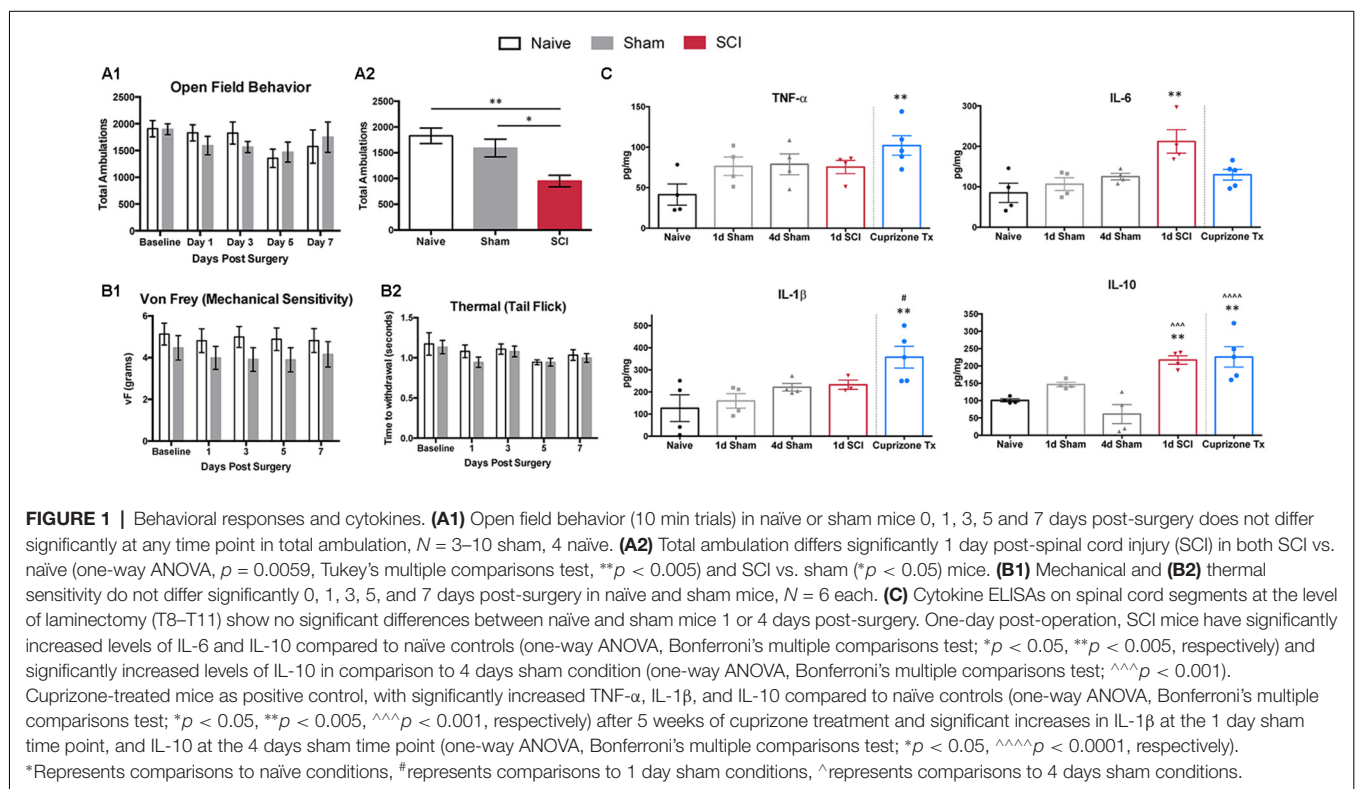 Naive Sham SCI
A1
Open Field Behavior
Total Ambulations
2500
2000
1500
1000
500
0
Baseline Day 1 Day 3 Day 5 Day 7
Days Post Surgery
A2
**
*
Total Ambulations
2500
2000
1500
1000
500
0
Naive Sham SCI
B1
Von Frey (Mechanical Sensitivity)
vF (grams)
6
4
2
0
Baseline 1 3 5 7
Days Post Surgery
B2
Thermal (Tail Flick)
Time to withdrawal (seconds)
1.5
1.0
0.5
0.0
Baseline 1 3 5 7
Days Post Surgery
C
TNF-α
**
pg/mg
150
100
50
0
Naive 1d Sham 4d Sham 1d SCI Cuprizone Tx
IL-6
**
pg/mg
300
200
100
0
Naive 1d Sham 4d Sham 1d SCI Cuprizone Tx
IL-1β
#
**
pg/mg
500
400
300
200
100
0
Naive 1d Sham 4d Sham 1d SCI Cuprizone Tx
IL-10
^^^
**
^^^^
**
pg/mg
350
300
250
200
150
100
50
0
Naive 1d Sham 4d Sham 1d SCI Cuprizone Tx
FIGURE 1 | Behavioral responses and cytokines. (A1) Open field behavior (10 min trials) in naïve or sham mice 0, 1, 3, 5 and 7 days post-surgery does not differ
significantly at any time point in total ambulation, N = 3–10 sham, 4 naïve. (A2) Total ambulation differs significantly 1 day post-spinal cord injury (SCI) in both SCI vs.
naïve (one-way ANOVA, p = 0.0059, Tukey's multiple comparisons test, **p < 0.005) and SCI vs. sham (*p < 0.05) mice. (B1) Mechanical and (B2) thermal
sensitivity do not differ significantly 0, 1, 3, 5, and 7 days post-surgery in naïve and sham mice, N = 6 each. (C) Cytokine ELISAs on spinal cord segments at the level
of laminectomy (T8–T11) show no significant differences between naïve and sham mice 1 or 4 days post-surgery. One-day post-operation, SCI mice have significantly
increased levels of IL-6 and IL-10 compared to naïve controls (one-way ANOVA, Bonferroni's multiple comparisons test; *p < 0.05, **p < 0.005, respectively) and
significantly increased levels of IL-10 in comparison to 4 days sham condition (one-way ANOVA, Bonferroni's multiple comparisons test; ^^^p < 0.001).
Cuprizone-treated mice as positive control, with significantly increased TNF-α, IL-1β, and IL-10 compared to naïve controls (one-way ANOVA, Bonferroni's multiple
comparisons test; *p < 0.05, **p < 0.005, ^^^p < 0.001, respectively) after 5 weeks of cuprizone treatment and significant increases in IL-1β at the 1 day sham
time point, and IL-10 at the 4 days sham time point (one-way ANOVA, Bonferroni's multiple comparisons test; *p < 0.05, ^^^^p < 0.0001, respectively).
*Represents comparisons to naïve conditions, #represents comparisons to 1 day sham conditions, ^represents comparisons to 4 days sham conditions.